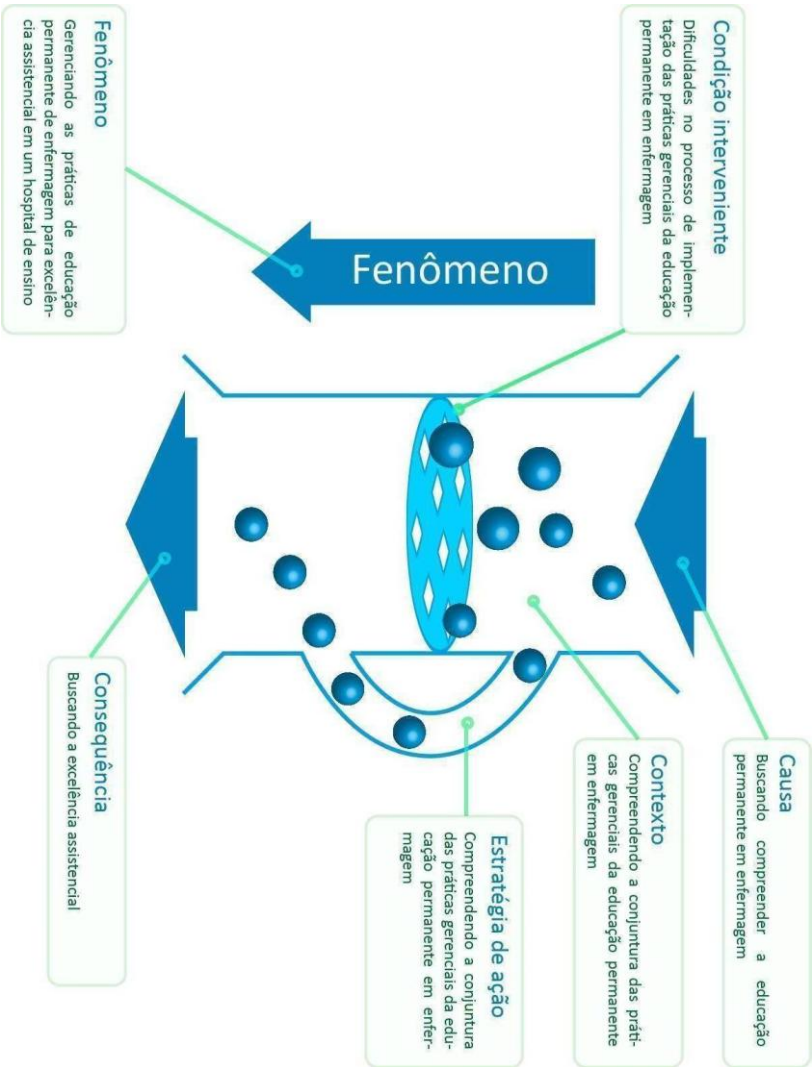 Causa
Buscando compreender a educação
permanente em enfermagem
Condição interveniente
Dificuldades no processo de implemen-
tação das práticas gerenciais da educação
permanente em enfermagem
Contexto
Compreendendo a conjuntura das práti-
cas gerenciais da educação permanente
em enfermagem
Fenômeno
Estratégia de ação
Compreendendo a conjuntura
das práticas gerenciais da edu-
cação permanente em enfer-
magem
Fenômeno
Gerenciando as práticas de educação
permanente de enfermagem para excelên-
cia assistencial em um hospital de ensino
Consequência
Buscando a excelência assistencial